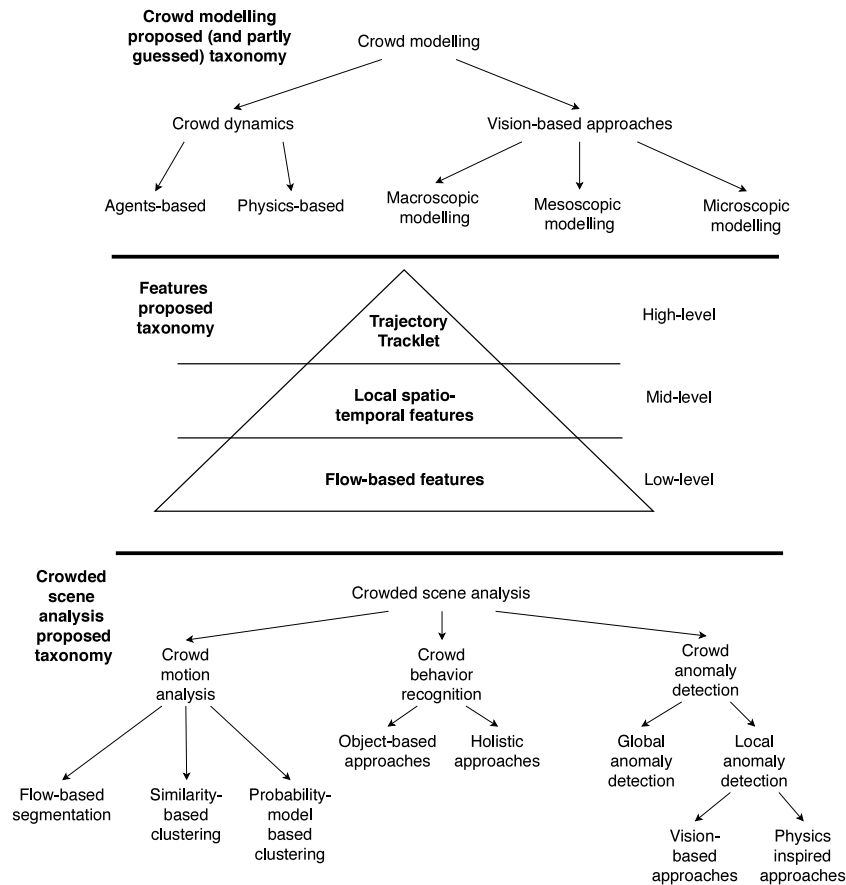 Crowd modelling
proposed (and partly
guessed) taxonomy
Crowd modelling
Crowd dynamics
Vision-based approaches
Agents-based
Physics-based
Macroscopic
modelling
Mesoscopic
modelling
Microscopic
modelling
Features
proposed
taxonomy
Trajectory
Tracklet
High-level
Local spatio-
temporal features
Mid-level
Flow-based features
Low-level
Crowded
scene
analysis
proposed
taxonomy
Crowded scene analysis
Crowd
motion
analysis
Crowd
behavior
recognition
Crowd
anomaly
detection
Object-based
approaches
Holistic
approaches
Global
anomaly
detection
Local
anomaly
detection
Flow-based
segmentation
Similarity-
based
clustering
Probability-
model
based
clustering
Vision-
based
approaches
Physics
inspired
approaches